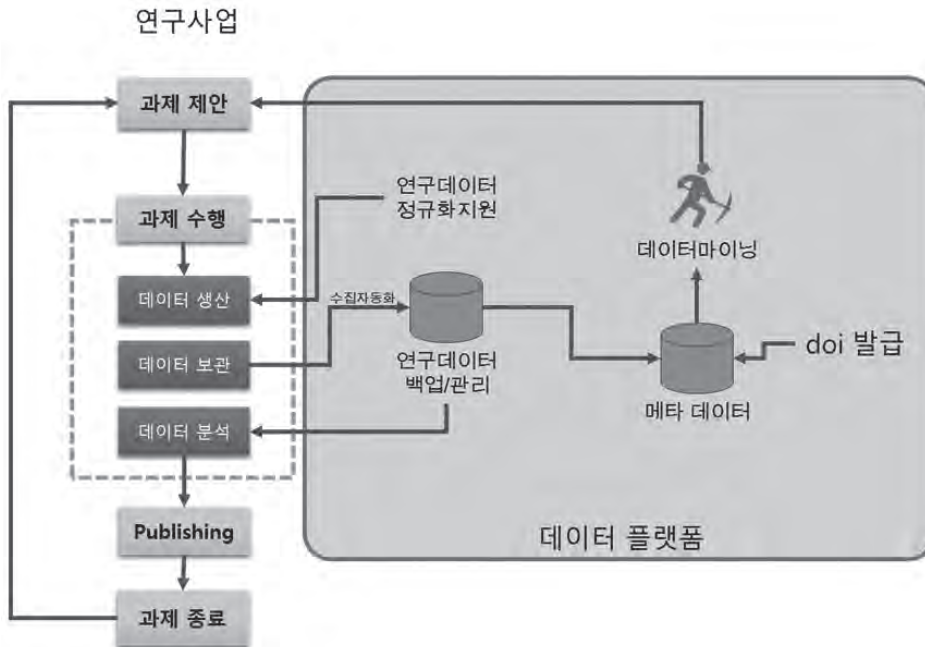 연구사업
과제 제안
과제 수행
데이터 생산
데이터 보관
데이터 분석
Publishing
과제 종료
연구데이터
정규화지원
수집자동화
연구데이터
백업/관리
데이터마이닝
메타 데이터
doi 발급
데이터 플랫폼